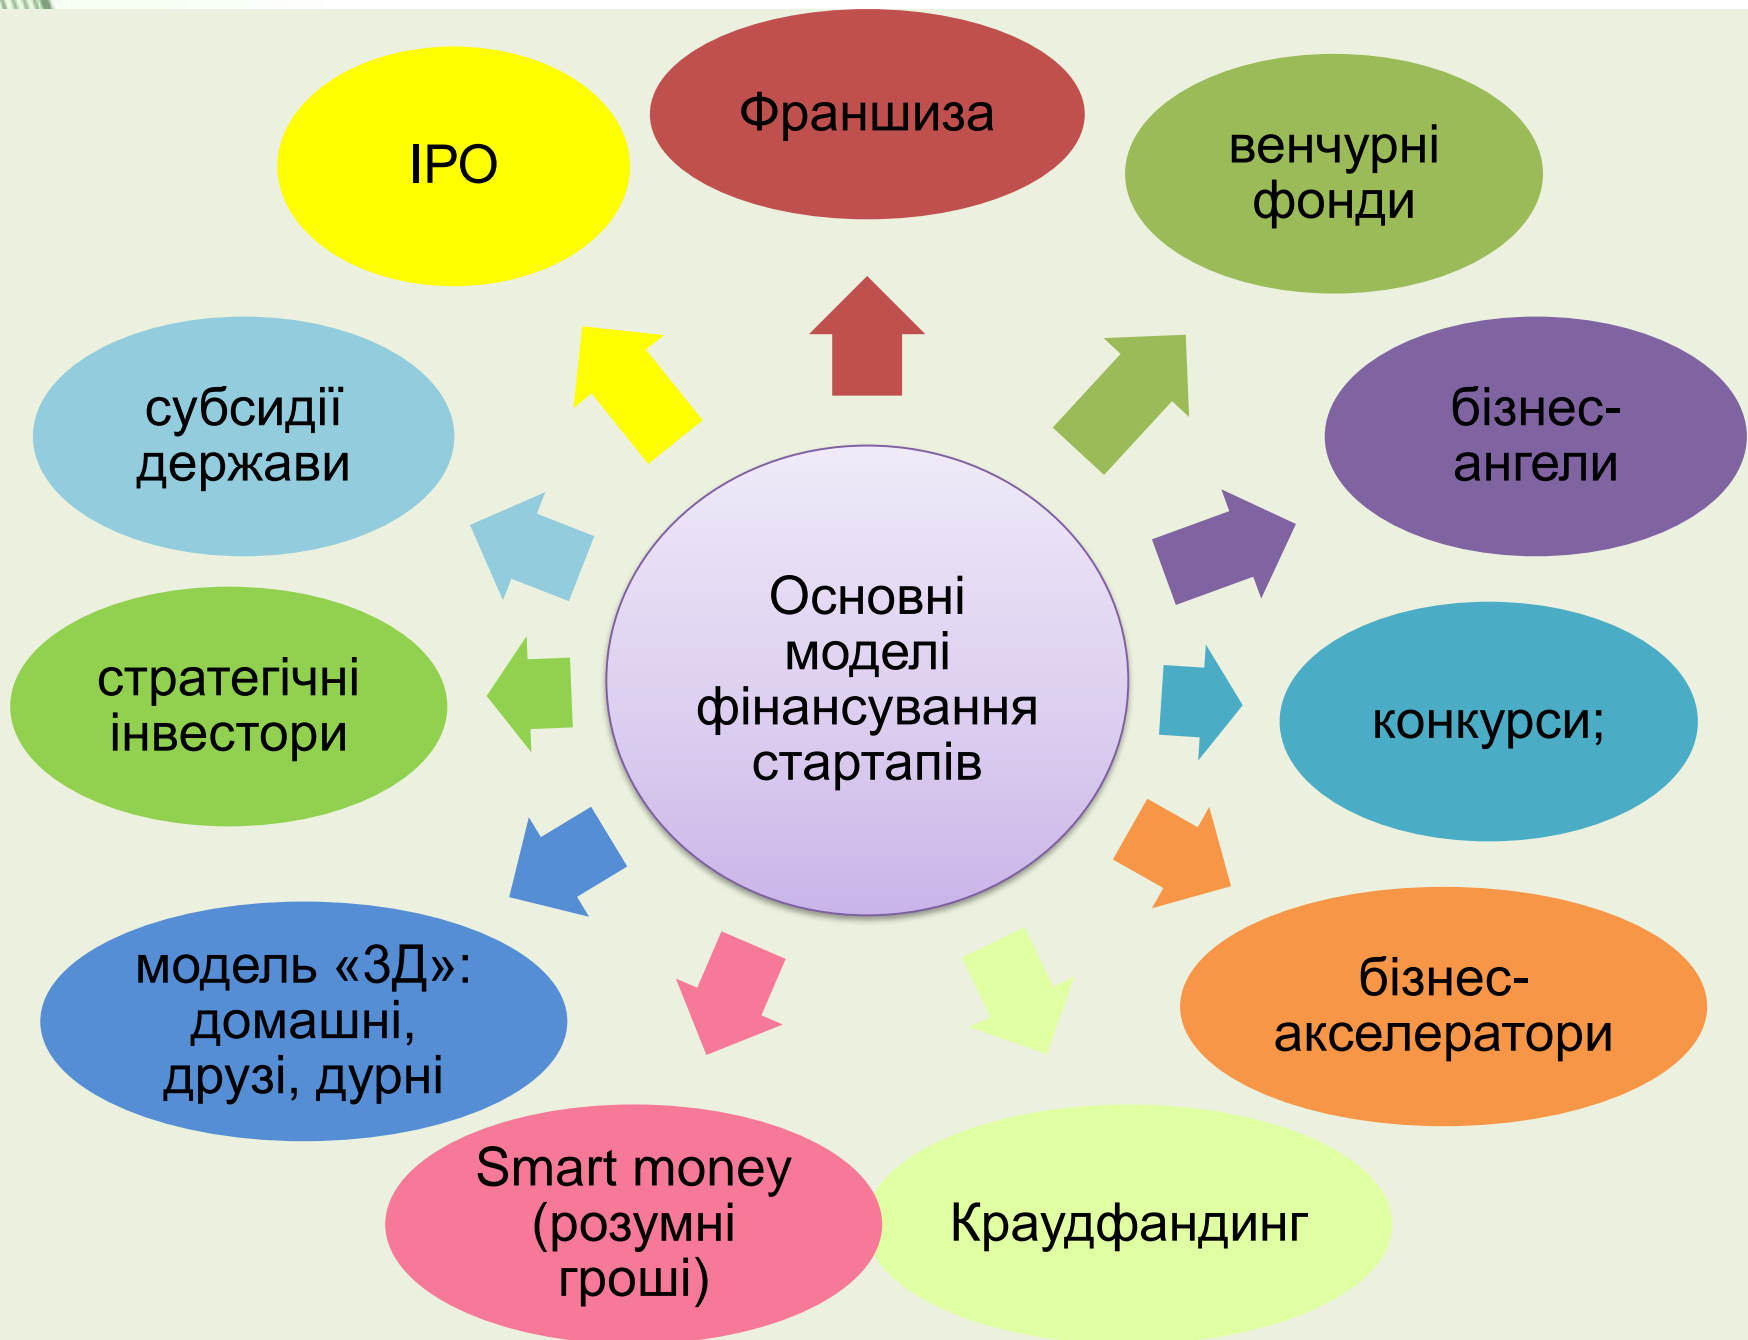 Франшиза
ІРО
венчурні
фонди
субсидії
держави
бізнес-
ангели
Основні
моделі
фінансування
стартапів
стратегічні
інвестори
конкурси;
модель «3Д»:
домашні,
друзі, дурні
бізнес-
акселератори
Smart money
(розумні
гроші)
Краудфандинг